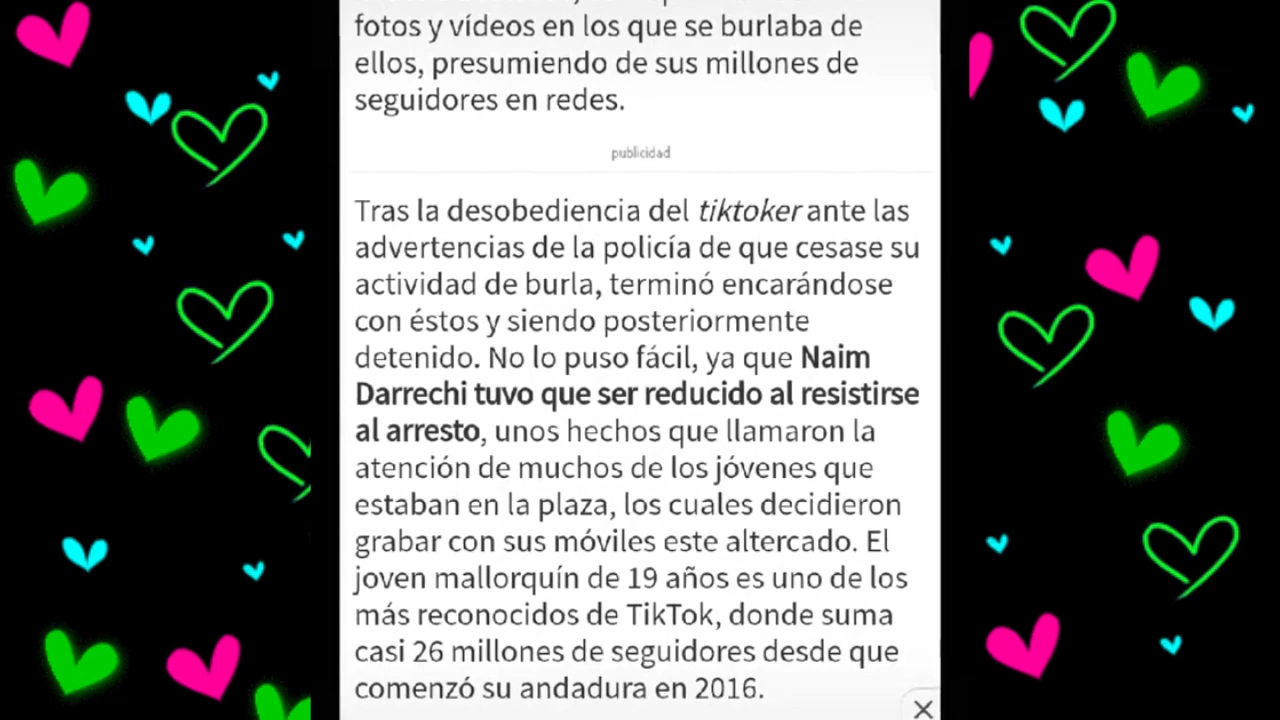 fotos y vídeos en los que se burlaba de
ellos, presumiendo de sus millones de
seguidores en redes.
publicidad
Tras la desobediencia del tiktoker ante las
advertencias de la policía de que cesase su
actividad de burla, terminó encarándose
con éstos y siendo posteriormente
detenido. No lo puso fácil, ya que Naim
Darrechi tuvo que ser reducido al resistirse
al arresto, unos hechos que llamaron la
atención de muchos de los jóvenes que
estaban en la plaza, los cuales decidieron
grabar con sus móviles este altercado. El
joven mallorquín de 19 años es uno de los
más reconocidos de TikTok, donde suma
casi 26 millones de seguidores desde que
comenzó su andadura en 2016.